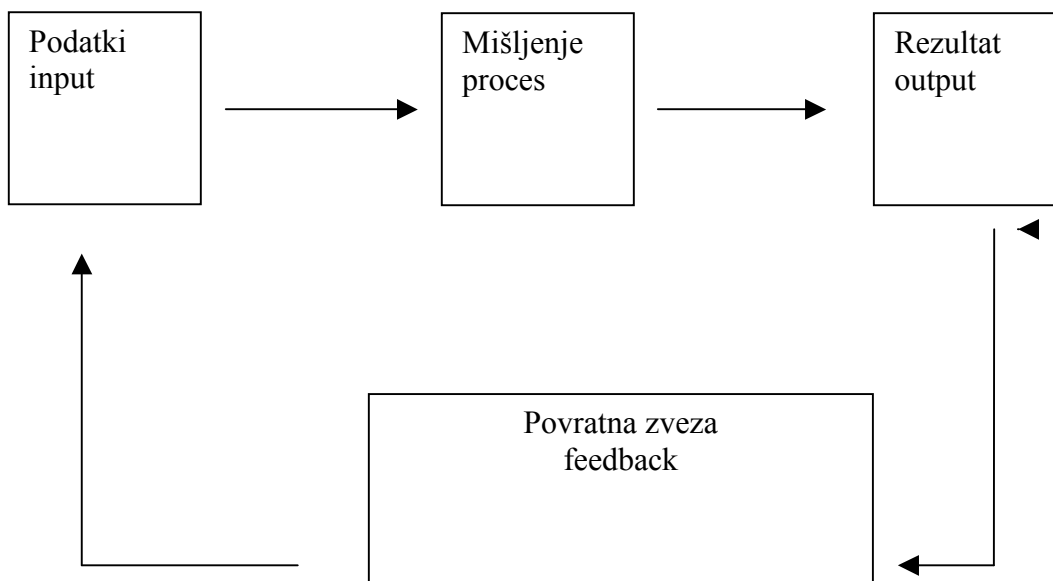 Podatki
input
Mišljenje
proces
Rezultat
output
Povratna zveza
feedback